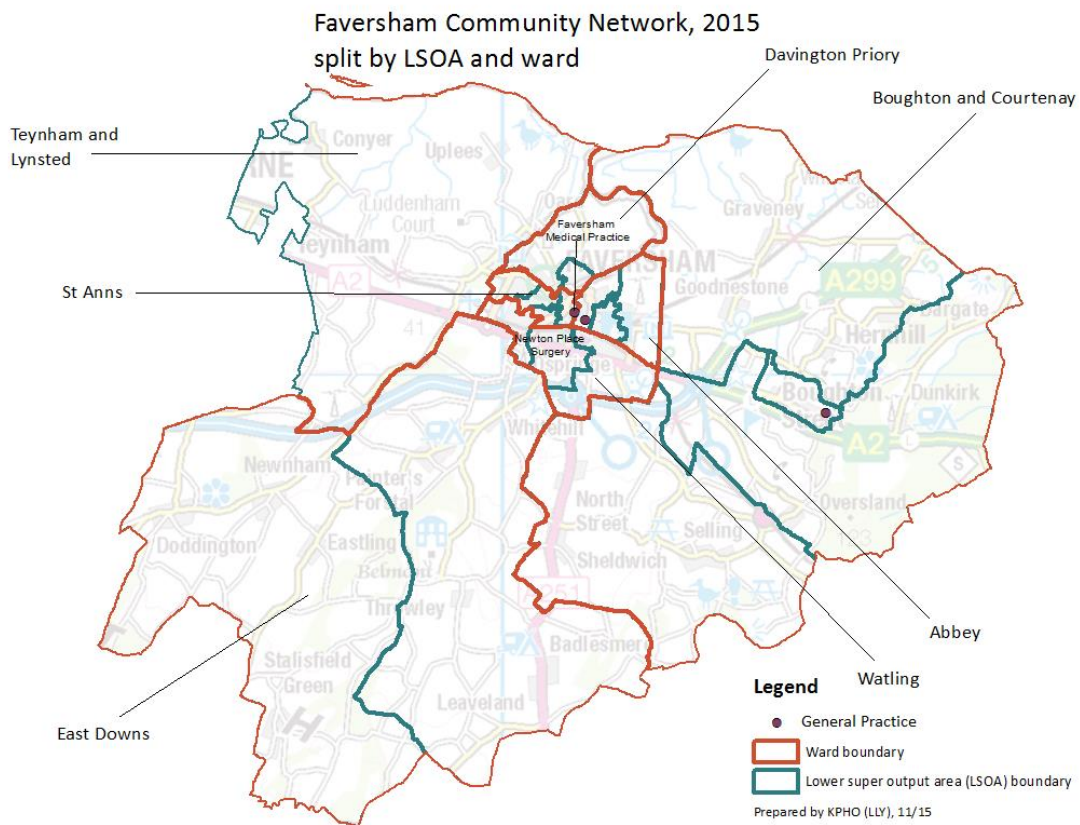 Faversham Community Network, 2015
split by LSOA and ward
Davington Priory
Boughton and Courtenay
Teynham and
Lynsted
Conyer
Uplees
Luddenham
Court
Graveney
Faversham
Medical Practice
Teynham
A2
FAVERSHAM
Goodnestone
A299
St Anns
41
Newton Place
Surgery
Dunkirk
A2
Whitehill
S
Newnham
North
Street
Oversland
Selling
Doddington
Eastling
Belmont
Sheldwich
Throwley
Badlesmere
Abbey
Stalisfield
Green
Leaveland
Watling
East Downs
Legend
General Practice
Ward boundary
Lower super output area (LSOA) boundary
Prepared by KPHO (LLY), 11/15